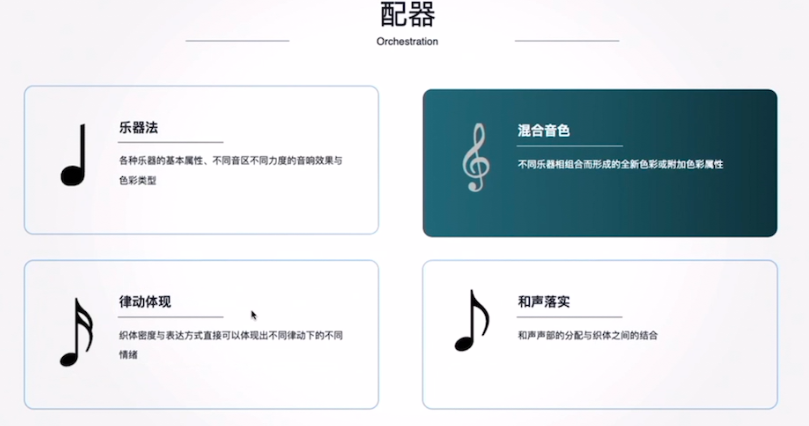 配器
Orchestration
乐器法
各种乐器的基本属性、不同音区不同力度的音响效果与
色彩类型
混合音色
不同乐器相组合而形成的全新色彩或附加色彩属性
律动体现
织体密度与表达方式直接可以体现出不同律动下的不同
情绪
和声落实
和声声部的分配与织体之间的结合